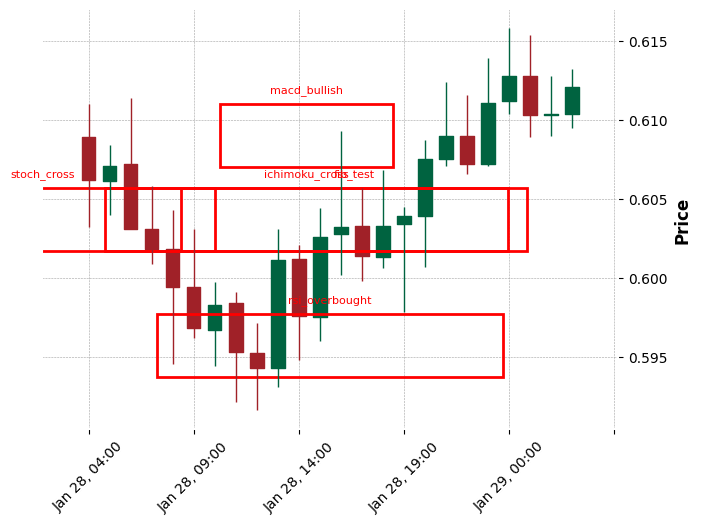 0.615
macd_bullish
0.610
stoch_cross
ichimoku_cross
fib_test
0.605
Price
0.600
rsi_overbought
0.595
Jan 28, 04:00
Jan 28, 09:00
Jan 28, 14:00
Jan 28, 19:00
Jan 29, 00:00